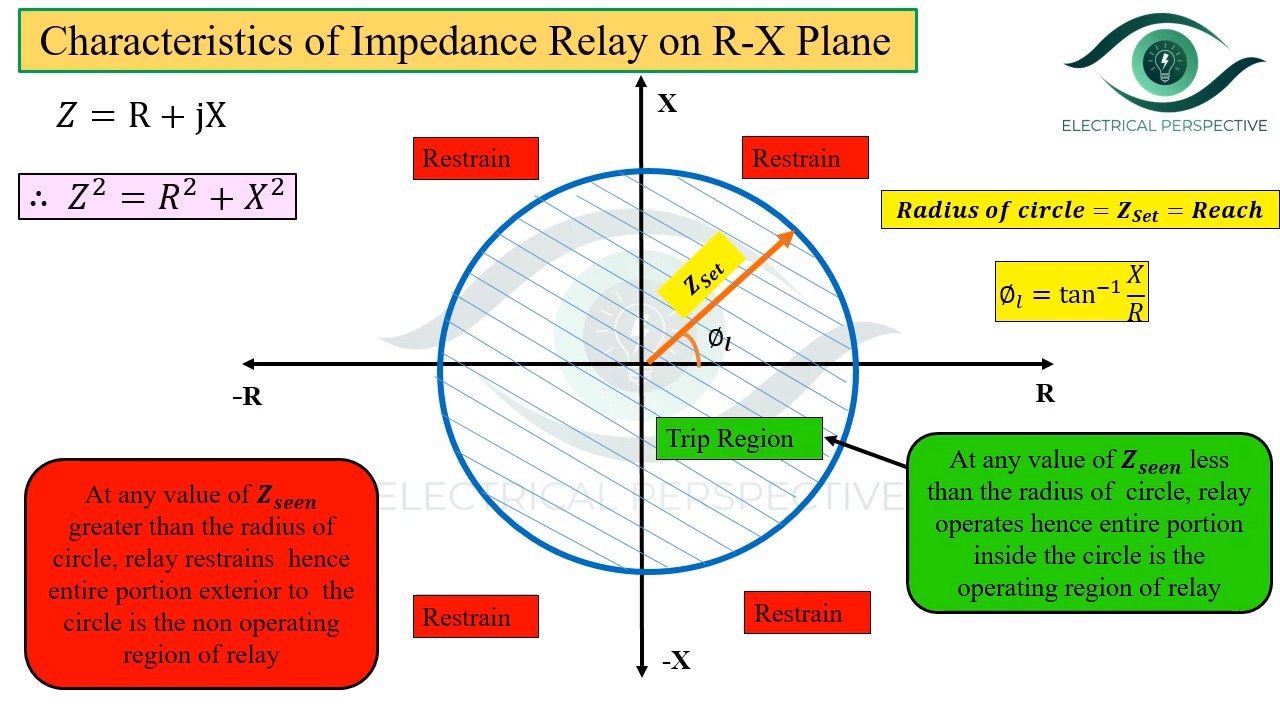 Characteristics of Impedance Relay on R-X Plane
ELECTRICAL PERSPECTIVE
Z = R + jX
∴ Z² = R² + X²
X
Restrain
Restrain
Radius of circle = Z_Set = Reach
Z_Set
∅_l = tan⁻¹ X/R
∅_l
-R
R
Trip Region
At any value of Z_seen
greater than the radius of
circle, relay restrains hence
entire portion exterior to the
circle is the non operating
region of relay
At any value of Z_seen less
than the radius of circle, relay
operates hence entire portion
inside the circle is the
operating region of relay
ELECTRICAL PERSPECTIVE
Restrain
Restrain
-X